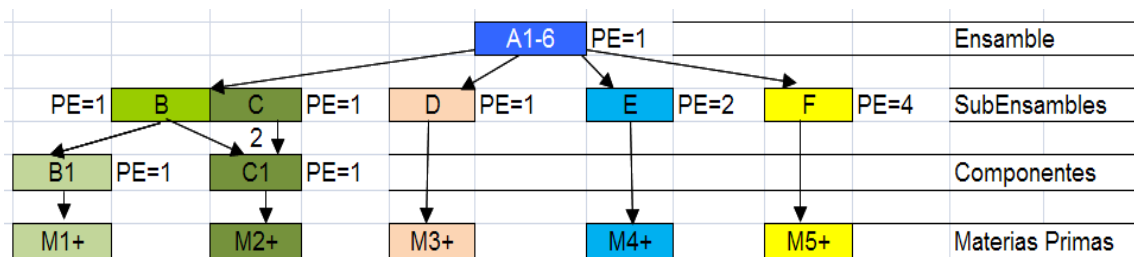 A1-6 PE=1 Ensamble
PE=1 B C PE=1 D PE=1 E PE=2 F PE=4 SubEnsambles
2
B1 PE=1 C1 PE=1 Componentes
M1+ M2+ M3+ M4+ M5+ Materias Primas